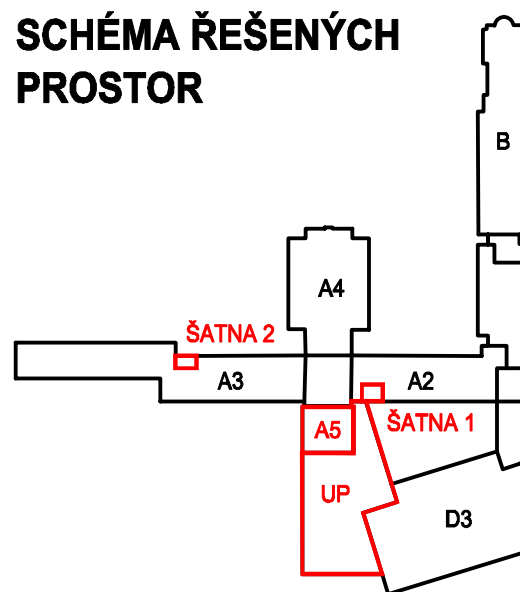 SCHÉMA ŘEŠENÝCH
PROSTOR
B
A4
ŠATNA 2
A3
A2
A5
ŠATNA 1
UP
D3